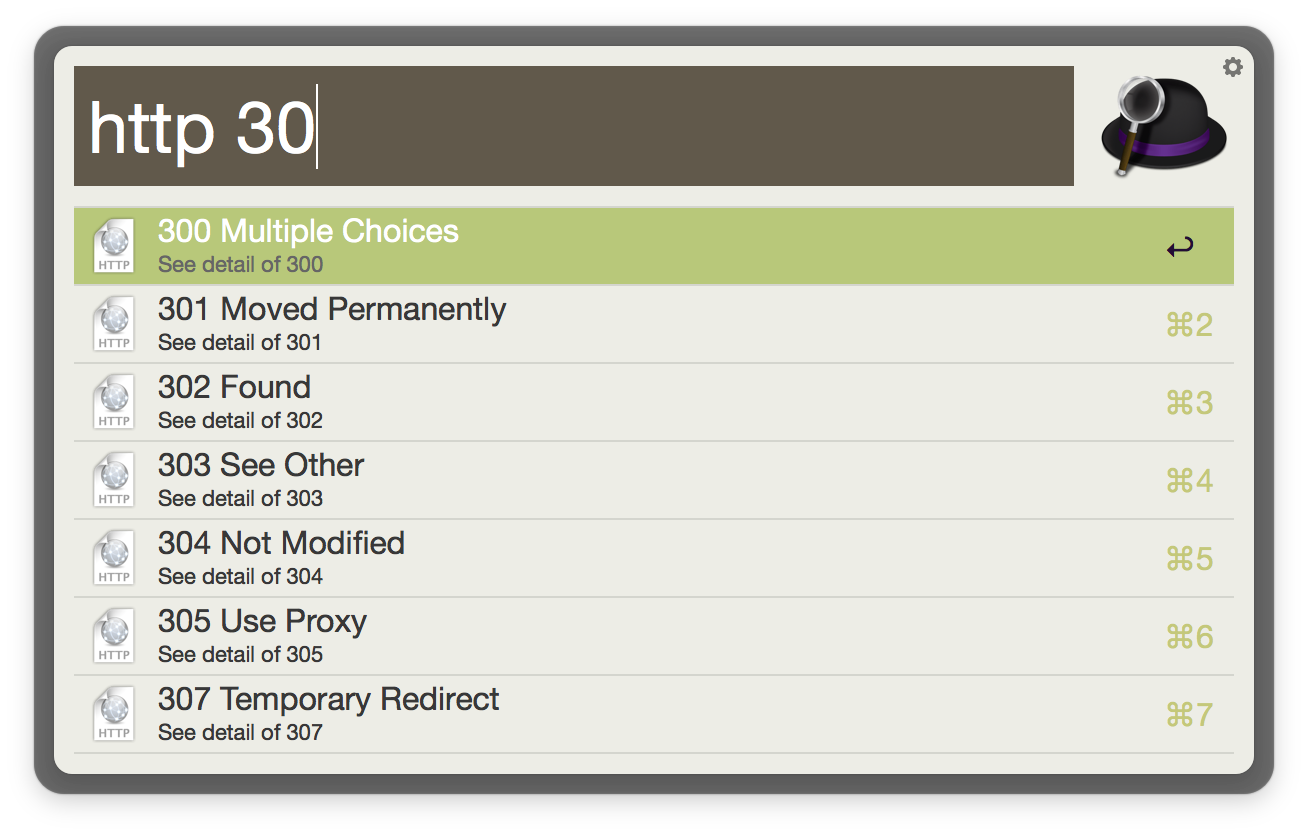 http 30
300 Multiple Choices
See detail of 300
HTTP
301 Moved Permanently
See detail of 301
HTTP
⌘2
302 Found
See detail of 302
HTTP
⌘3
303 See Other
See detail of 303
HTTP
⌘4
304 Not Modified
See detail of 304
HTTP
⌘5
305 Use Proxy
See detail of 305
HTTP
⌘6
307 Temporary Redirect
See detail of 307
HTTP
⌘7